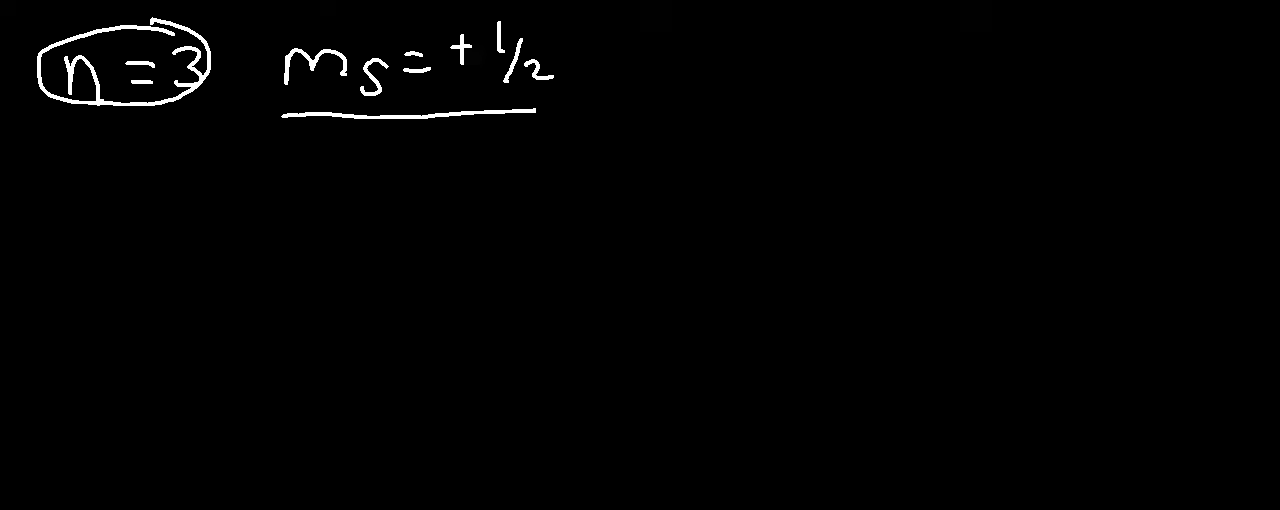 n = 3 ms = + 1/2